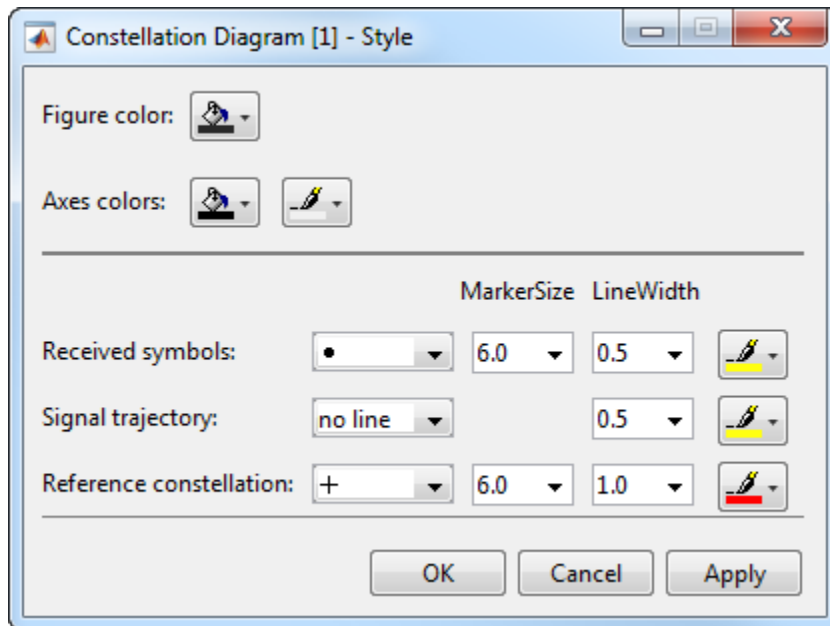 Constellation Diagram [1] - Style
Figure color:
Axes colors:
MarkerSize LineWidth
Received symbols: 6.0 0.5
Signal trajectory: no line 0.5
Reference constellation: + 6.0 1.0
OK Cancel Apply